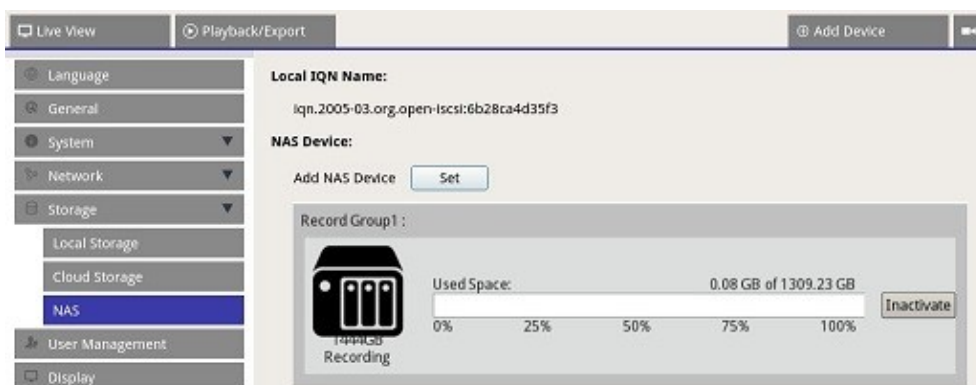 Live View
Playback/Export
Add Device
Language
General
System
Network
Storage
Local Storage
Cloud Storage
NAS
User Management
Display
Local IQN Name:
iqn.2005-03.org.open-iscsi:6b28ca4d35f3
NAS Device:
Add NAS Device Set
Record Group1 :
Used Space: 0.08 GB of 1309.23 GB
0% 25% 50% 75% 100%
Inactivate
1444GB
Recording